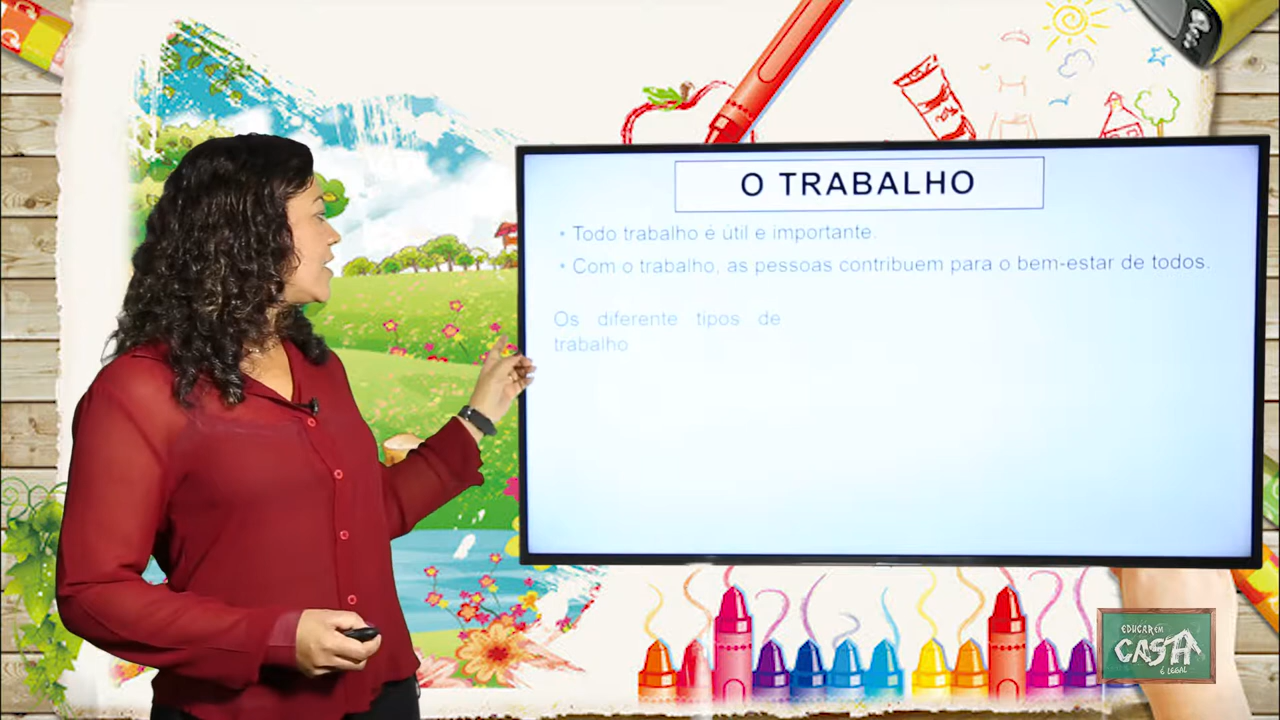 O TRABALHO
• Todo trabalho é útil e importante.
• Com o trabalho, as pessoas contribuem para o bem-estar de todos.
Os diferente tipos de
trabalho
EDUCAR EM
CASA
É LEGAL